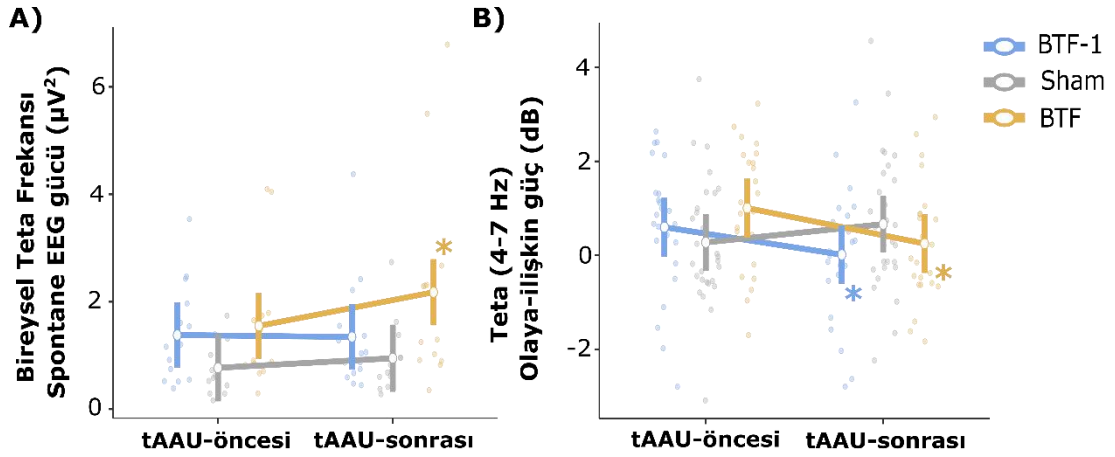 A)
Bireysel Teta Frekansı
Spontane EEG gücü (µV²)
6
4
2
0
tAAU-öncesi
tAAU-sonrası
B)
Teta (4-7 Hz)
Olaya-ilişkin güç (dB)
4
2
0
-2
tAAU-öncesi
tAAU-sonrası
*
*
*
BTF-1
Sham
BTF